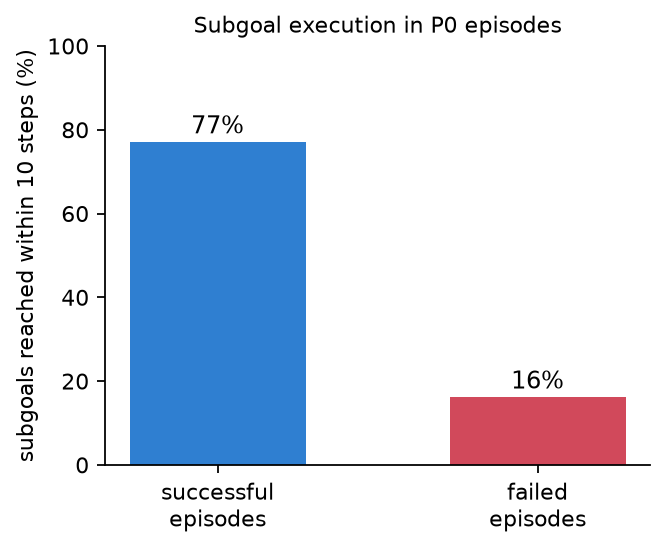 Subgoal execution in P0 episodes
subgoals reached within 10 steps (%)
100
80
60
40
20
0
77%
16%
successful
episodes
failed
episodes